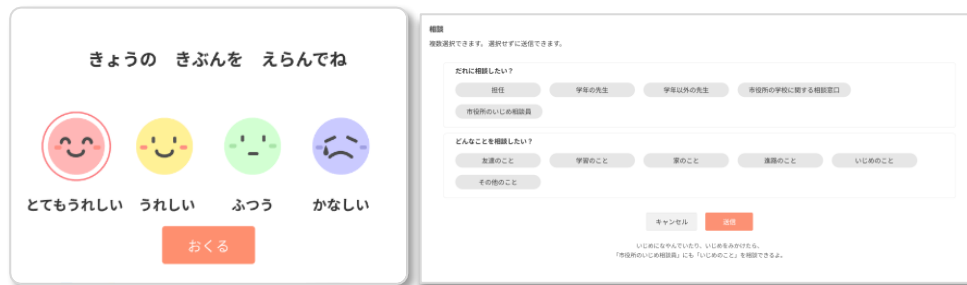 きょうの きぶんを えらんでね
とてもうれしい うれしい ふつう かなしい
おくる
相談
複数選択できます。 選択せずに送信できます。
だれに相談したい？
担任 学年の先生 学年以外の先生 市役所の学校に関する相談窓口
市役所のいじめ相談員
どんなことを相談したい？
友達のこと 学習のこと 家のこと 進路のこと いじめのこと
その他のこと
キャンセル 送信
いじめになやんでいたり、いじめをみかけたら、
「市役所のいじめ相談員」にも「いじめのこと」を相談できるよ。